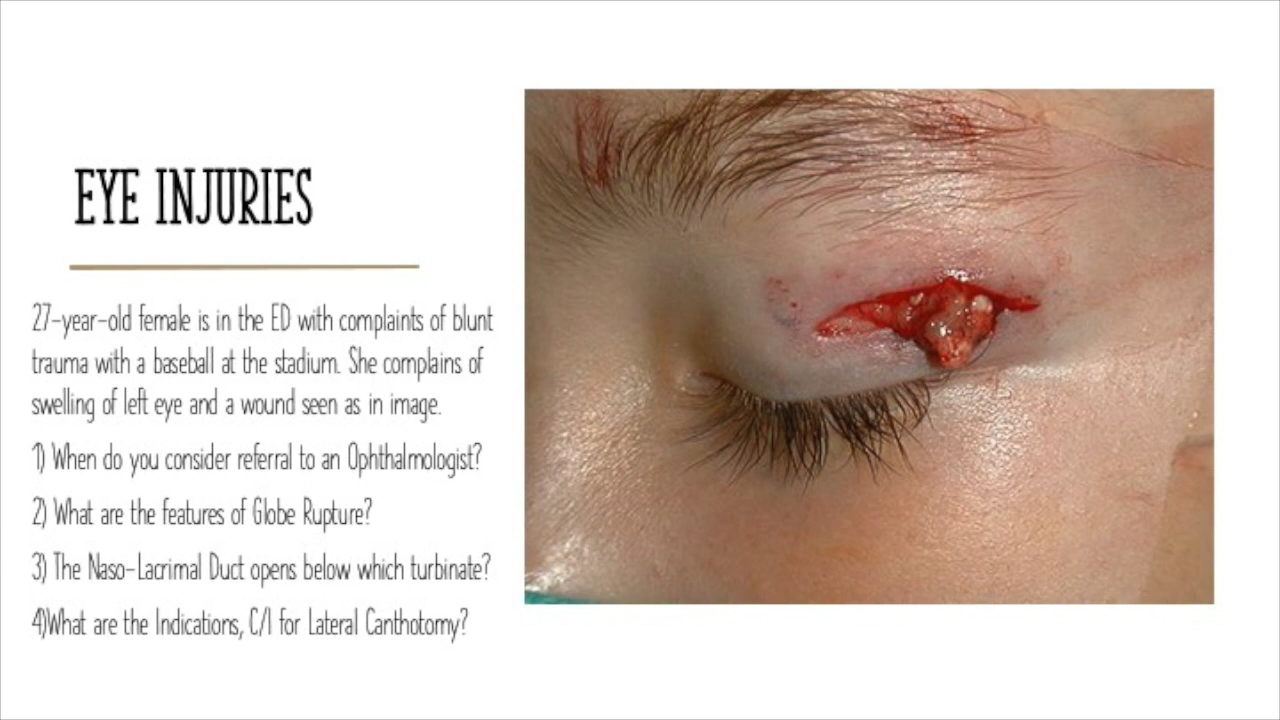 EYE INJURIES
27-year-old female is in the ED with complaints of blunt
trauma with a baseball at the stadium. She complains of
swelling of left eye and a wound seen as in image.
1) When do you consider referral to an Ophthalmologist?
2) What are the features of Globe Rupture?
3) The Naso-Lacrimal Duct opens below which turbinate?
4)What are the Indications, C/I for Lateral Canthotomy?